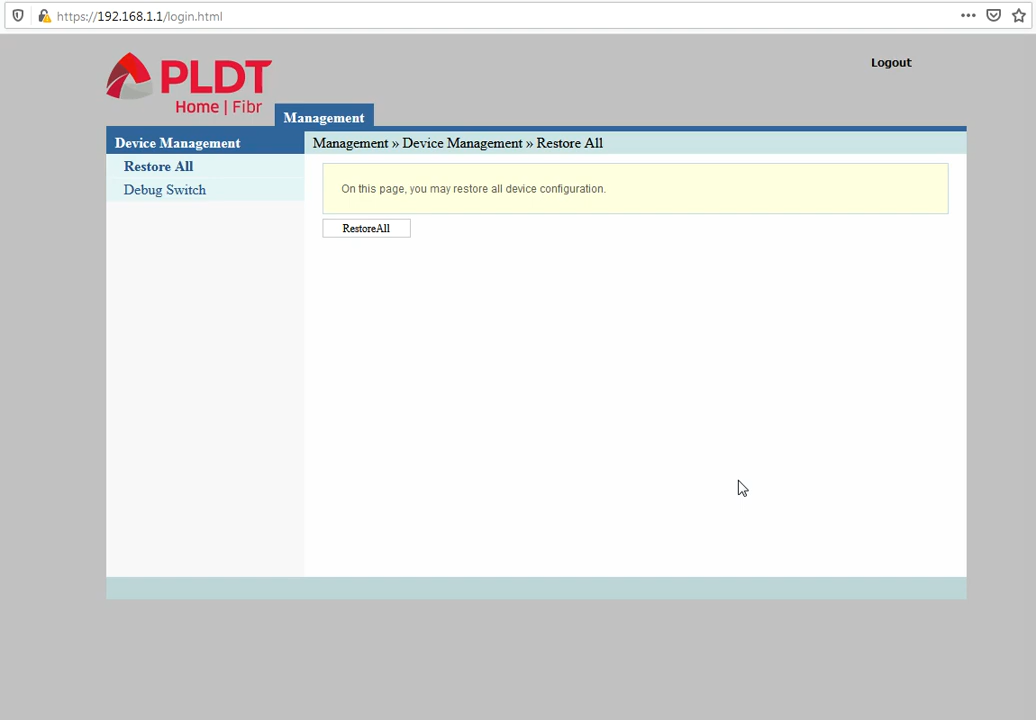 https://192.168.1.1/login.html
Logout
PLDT
Home | Fibr
Management
Device Management
Management » Device Management » Restore All
Restore All
Debug Switch
On this page, you may restore all device configuration.
RestoreAll